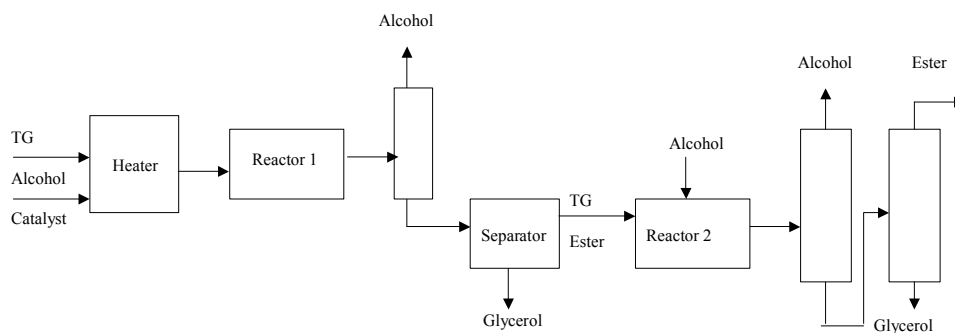 Alcohol
Alcohol
Ester
TG
Heater
Reactor 1
Alcohol
Catalyst
Alcohol
TG
Separator
Ester
Reactor 2
Glycerol
Glycerol